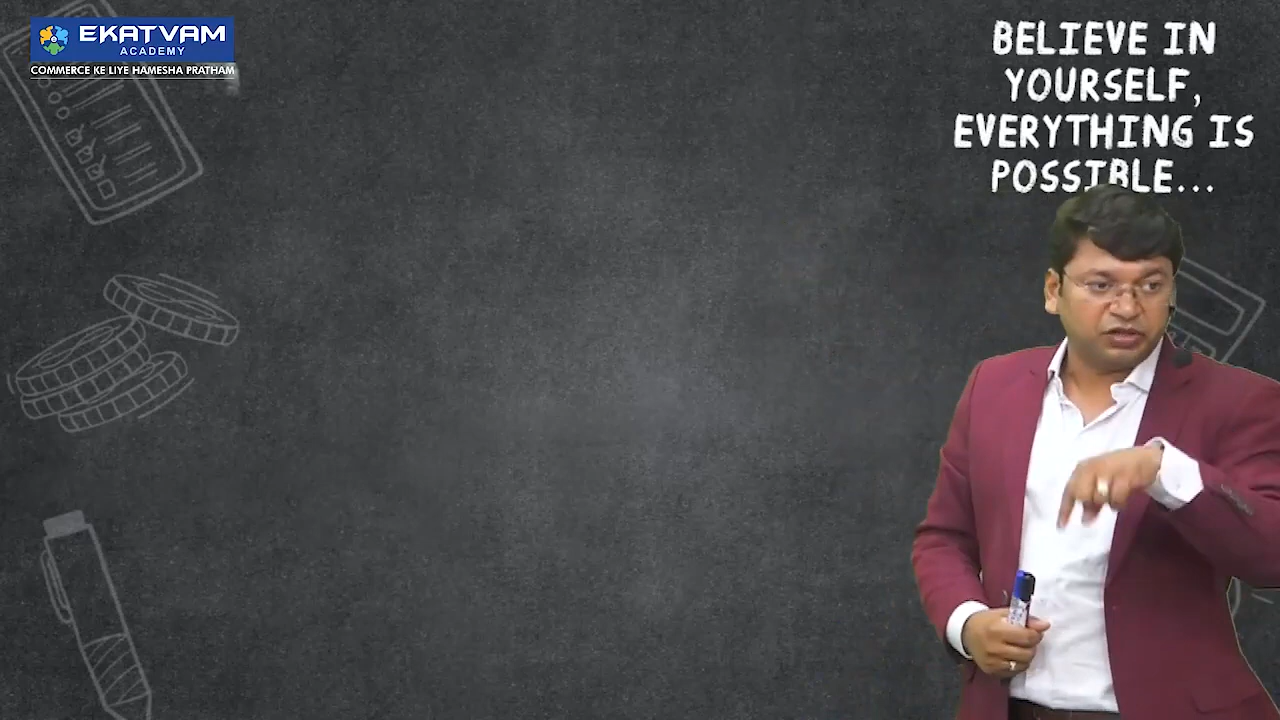 EKATVAM
ACADEMY
COMMERCE KE LIYE HAMESHA PRATHAM
BELIEVE IN
YOURSELF,
EVERYTHING IS
POSSIBLE...